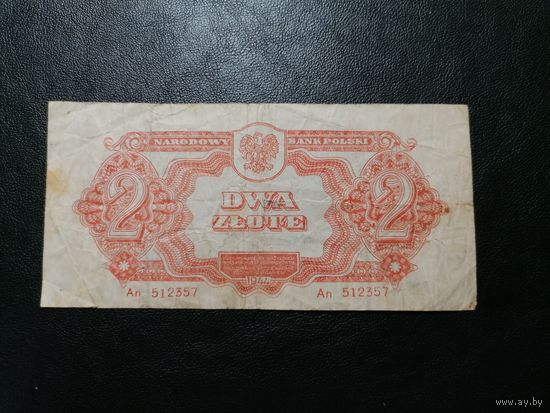 NARODOWY BANK POLSKI
2 DWA 2
ZŁOTE
1944
An 512357 An 512357
www.ay.by